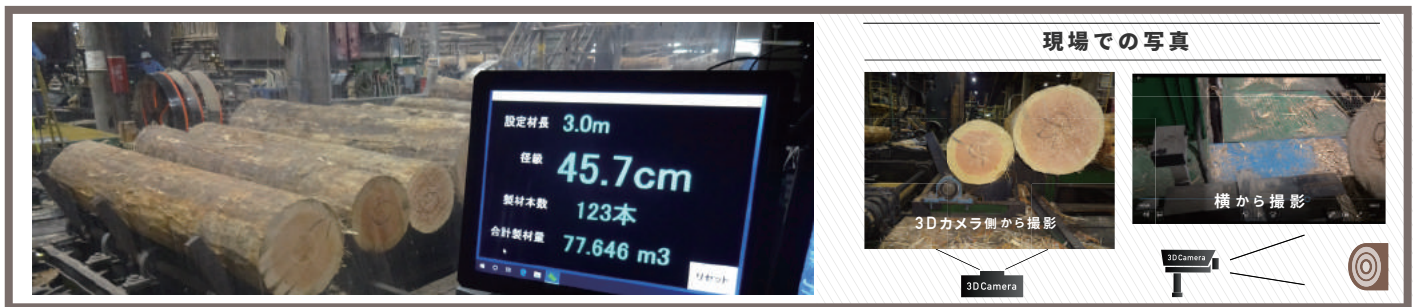 設定材長 3.0m
径級 45.7cm
製材本数 123本
合計製材量 77.646 m3
リセット
現場での写真
3Dカメラ側から撮影
横から撮影
3DCamera
3DCamera